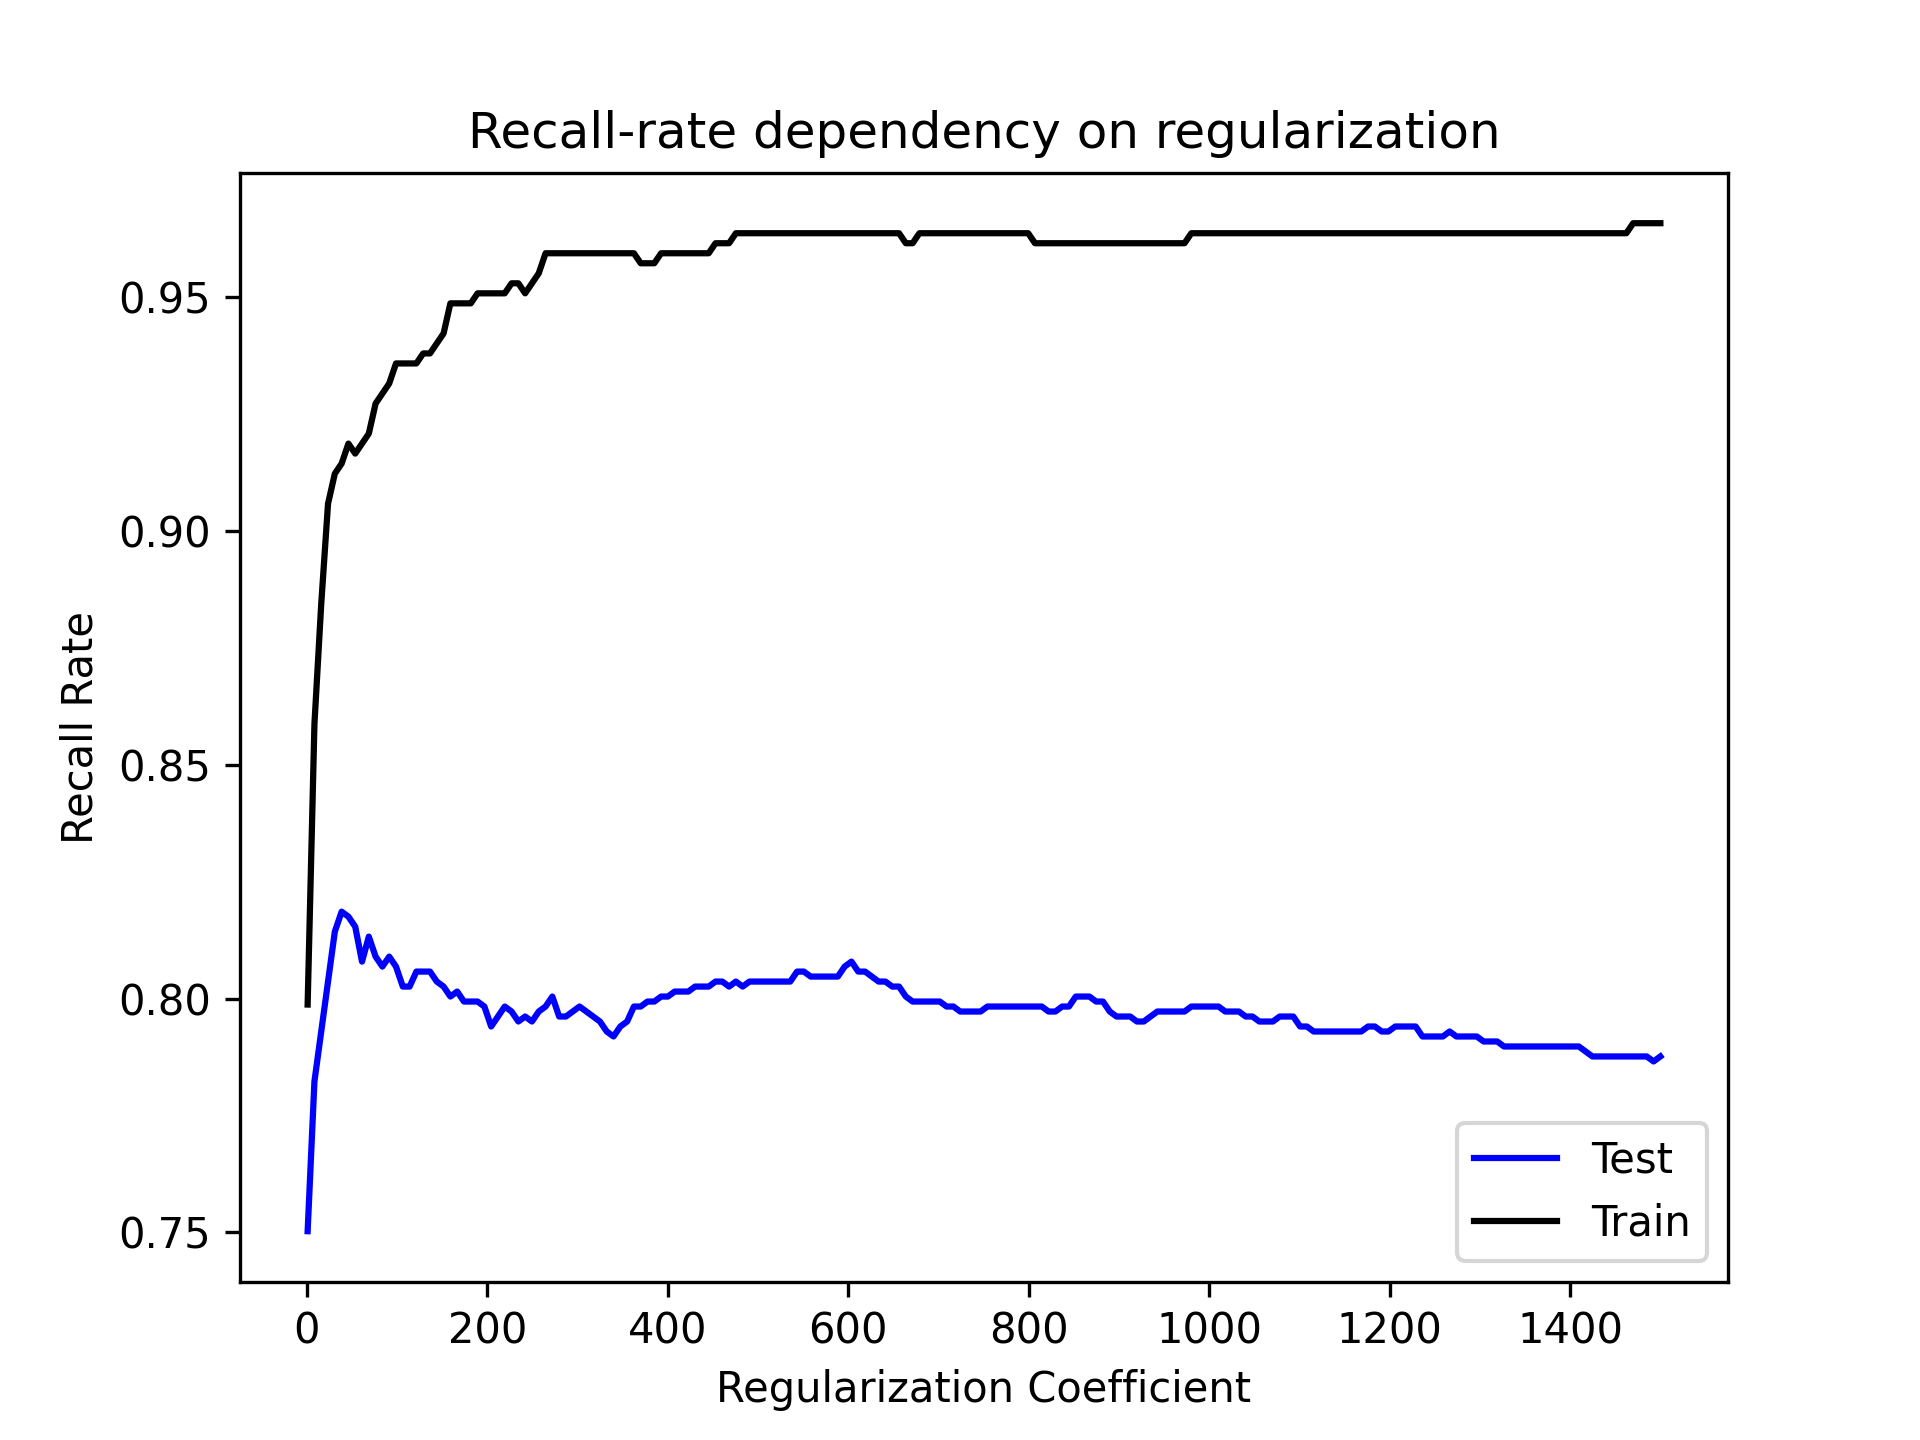 Recall-rate dependency on regularization
Recall Rate
0.95
0.90
0.85
0.80
0.75
0 200 400 600 800 1000 1200 1400
Regularization Coefficient
Test
Train